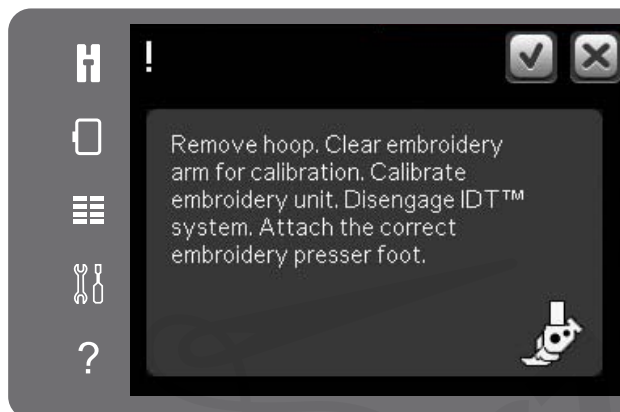 !
Remove hoop. Clear embroidery
arm for calibration. Calibrate
embroidery unit. Disengage IDT™
system. Attach the correct
embroidery presser foot.
?